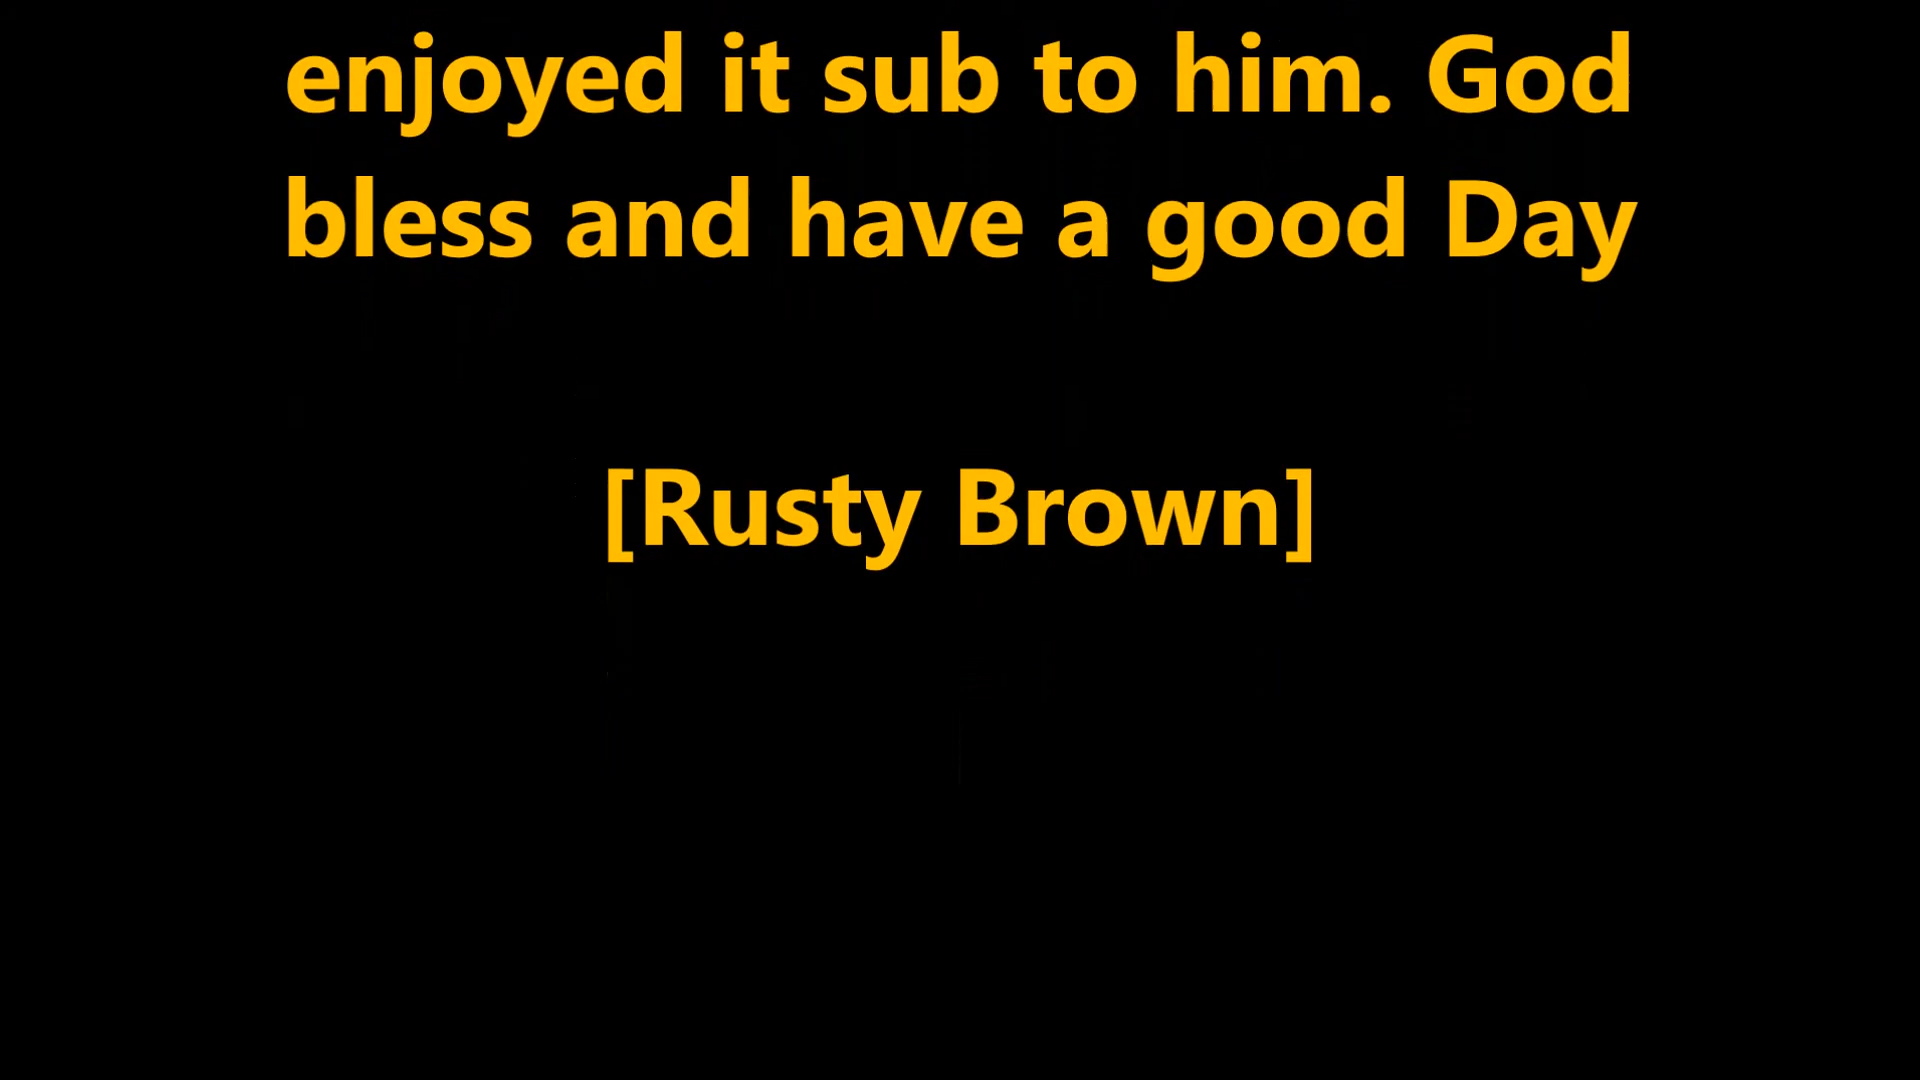 enjoyed it sub to him. God
bless and have a good Day
[Rusty Brown]